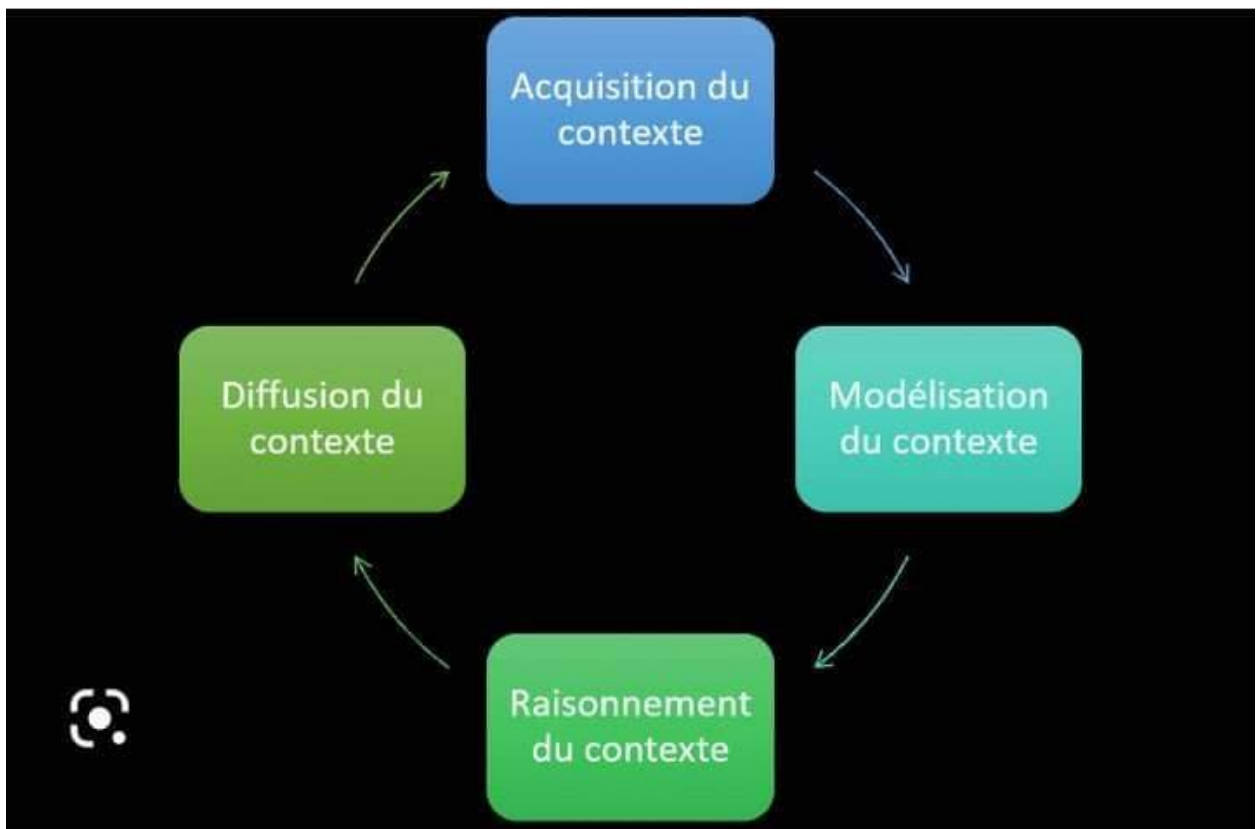 Acquisition du
contexte
Modélisation
du contexte
Raisonnement
du contexte
Diffusion du
contexte